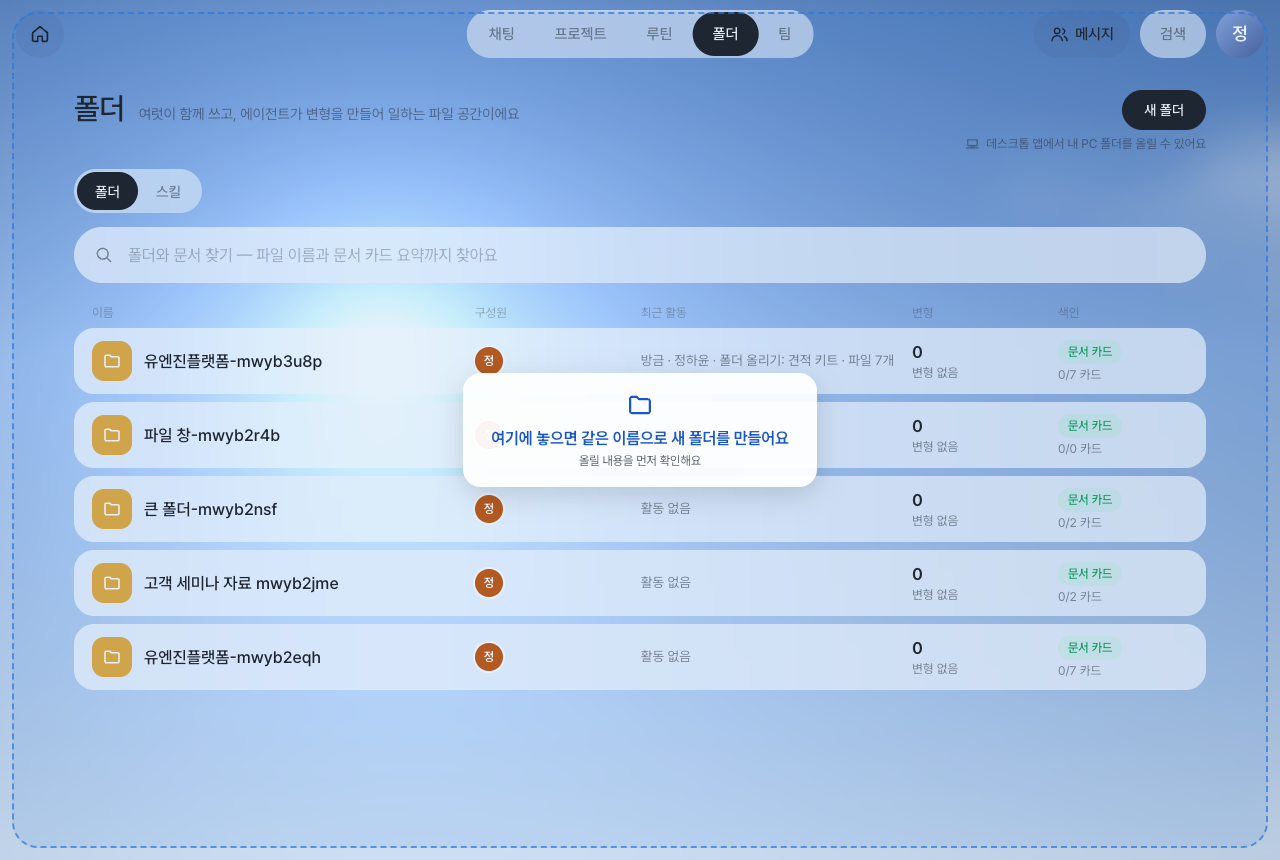 채팅
프로젝트
루틴
폴더
팀
메시지
검색
정
폴더
여럿이 함께 쓰고, 에이전트가 변형을 만들어 일하는 파일 공간이에요
새 폴더
데스크톱 앱에서 내 PC 폴더를 올릴 수 있어요
폴더
스킬
폴더와 문서 찾기 — 파일 이름과 문서 카드 요약까지 찾아요
이름
구성원
최근 활동
변형
색인
유엔진플랫폼-mwyb3u8p
정
방금 · 정하윤 · 폴더 올리기: 견적 키트 · 파일 7개
0
변형 없음
문서 카드
0/7 카드
파일 창-mwyb2r4b
0
변형 없음
문서 카드
0/0 카드
여기에 놓으면 같은 이름으로 새 폴더를 만들어요
올릴 내용을 먼저 확인해요
큰 폴더-mwyb2nsf
정
활동 없음
0
변형 없음
문서 카드
0/2 카드
고객 세미나 자료 mwyb2jme
정
활동 없음
0
변형 없음
문서 카드
0/2 카드
유엔진플랫폼-mwyb2eqh
정
활동 없음
0
변형 없음
문서 카드
0/7 카드